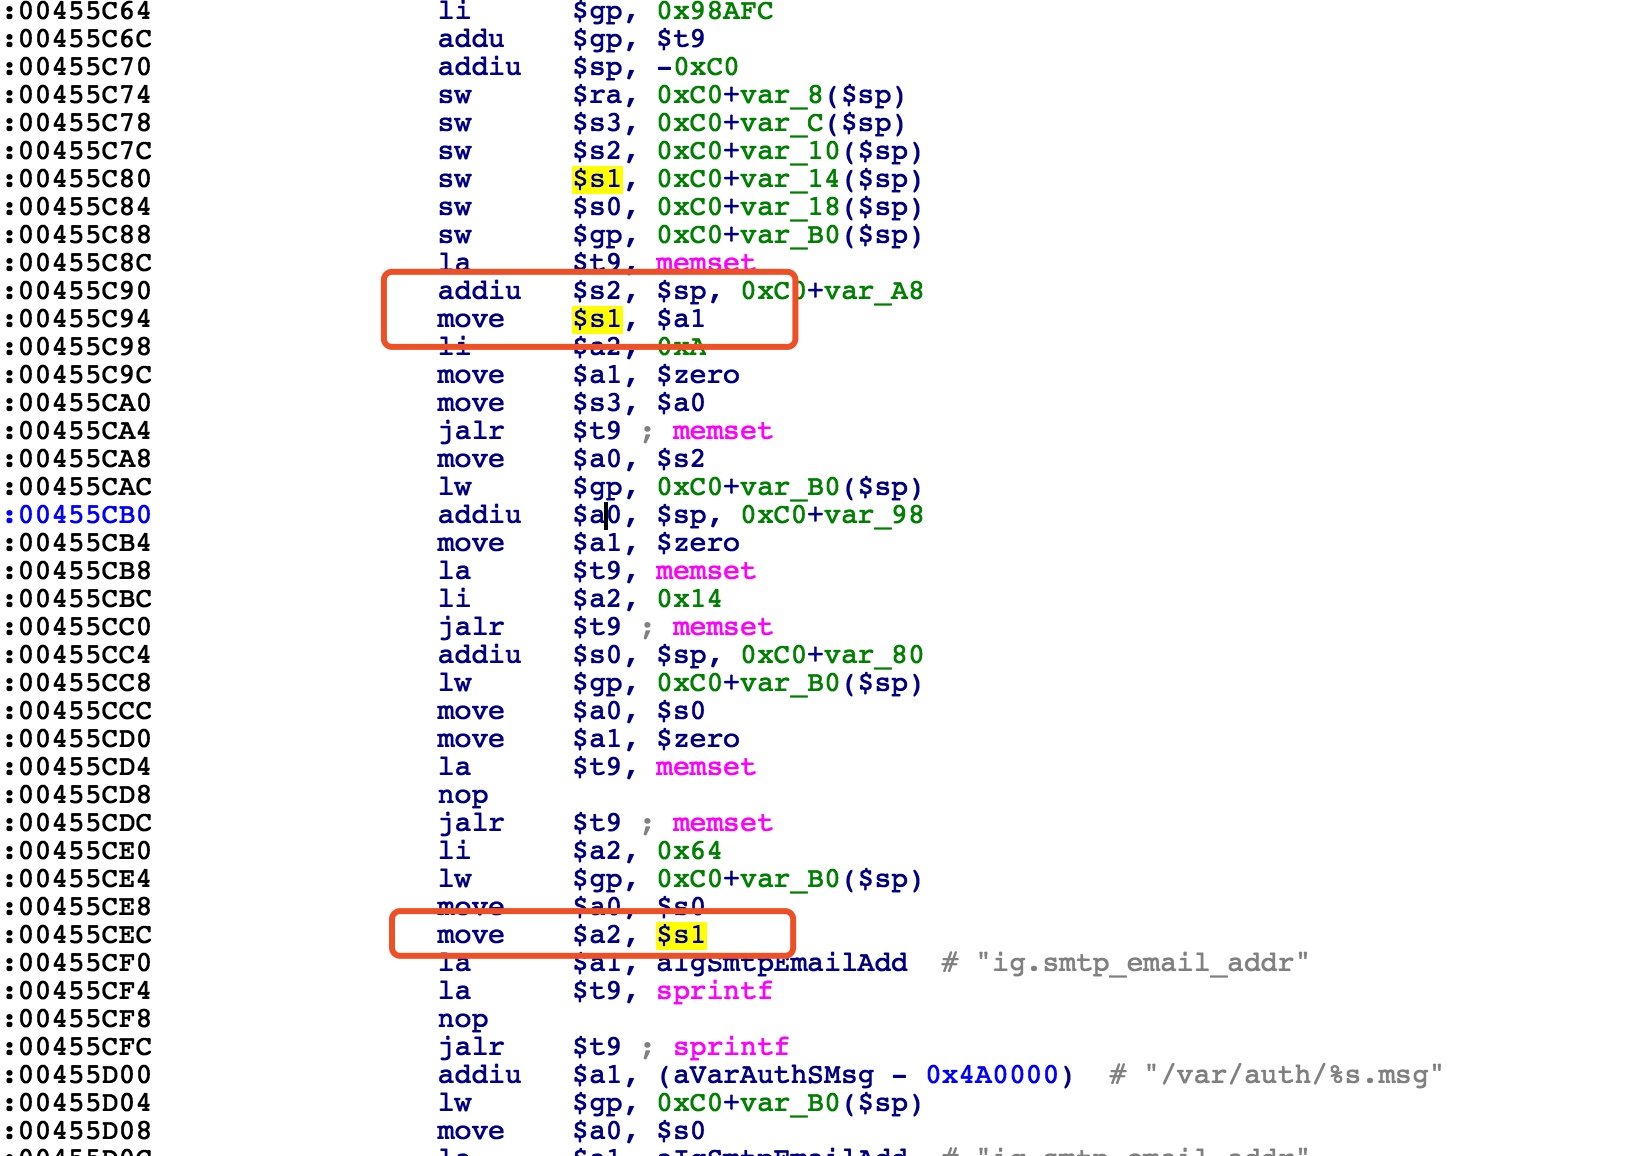 :00455C64 li $gp, 0x98AFC
:00455C6C addu $gp, $t9
:00455C70 addiu $sp, -0xC0
:00455C74 sw $ra, 0xC0+var_8($sp)
:00455C78 sw $s3, 0xC0+var_C($sp)
:00455C7C sw $s2, 0xC0+var_10($sp)
:00455C80 sw $s1, 0xC0+var_14($sp)
:00455C84 sw $s0, 0xC0+var_18($sp)
:00455C88 sw $gp, 0xC0+var_B0($sp)
:00455C8C la $t9, memset
:00455C90 addiu $s2, $sp, 0xC0+var_A8
:00455C94 move $s1, $a1
:00455C98 li $a2, 0xA
:00455C9C move $a1, $zero
:00455CA0 move $s3, $a0
:00455CA4 jalr $t9 ; memset
:00455CA8 move $a0, $s2
:00455CAC lw $gp, 0xC0+var_B0($sp)
:00455CB0 addiu $a0, $sp, 0xC0+var_98
:00455CB4 move $a1, $zero
:00455CB8 la $t9, memset
:00455CBC li $a2, 0x14
:00455CC0 jalr $t9 ; memset
:00455CC4 addiu $s0, $sp, 0xC0+var_80
:00455CC8 lw $gp, 0xC0+var_B0($sp)
:00455CCC move $a0, $s0
:00455CD0 move $a1, $zero
:00455CD4 la $t9, memset
:00455CD8 nop
:00455CDC jalr $t9 ; memset
:00455CE0 li $a2, 0x64
:00455CE4 lw $gp, 0xC0+var_B0($sp)
:00455CE8 move $a0, $s0
:00455CEC move $a2, $s1
:00455CF0 la $a1, aIgSmtpEmailAdd # "ig.smtp_email_addr"
:00455CF4 la $t9, sprintf
:00455CF8 nop
:00455CFC jalr $t9 ; sprintf
:00455D00 addiu $a1, (aVarAuthSMsg - 0x4A0000) # "/var/auth/%s.msg"
:00455D04 lw $gp, 0xC0+var_B0($sp)
:00455D08 move $a0, $s0
:00455D0C la $a1, aIgSmtpEmailAdd # "ig.smtp_email_addr"